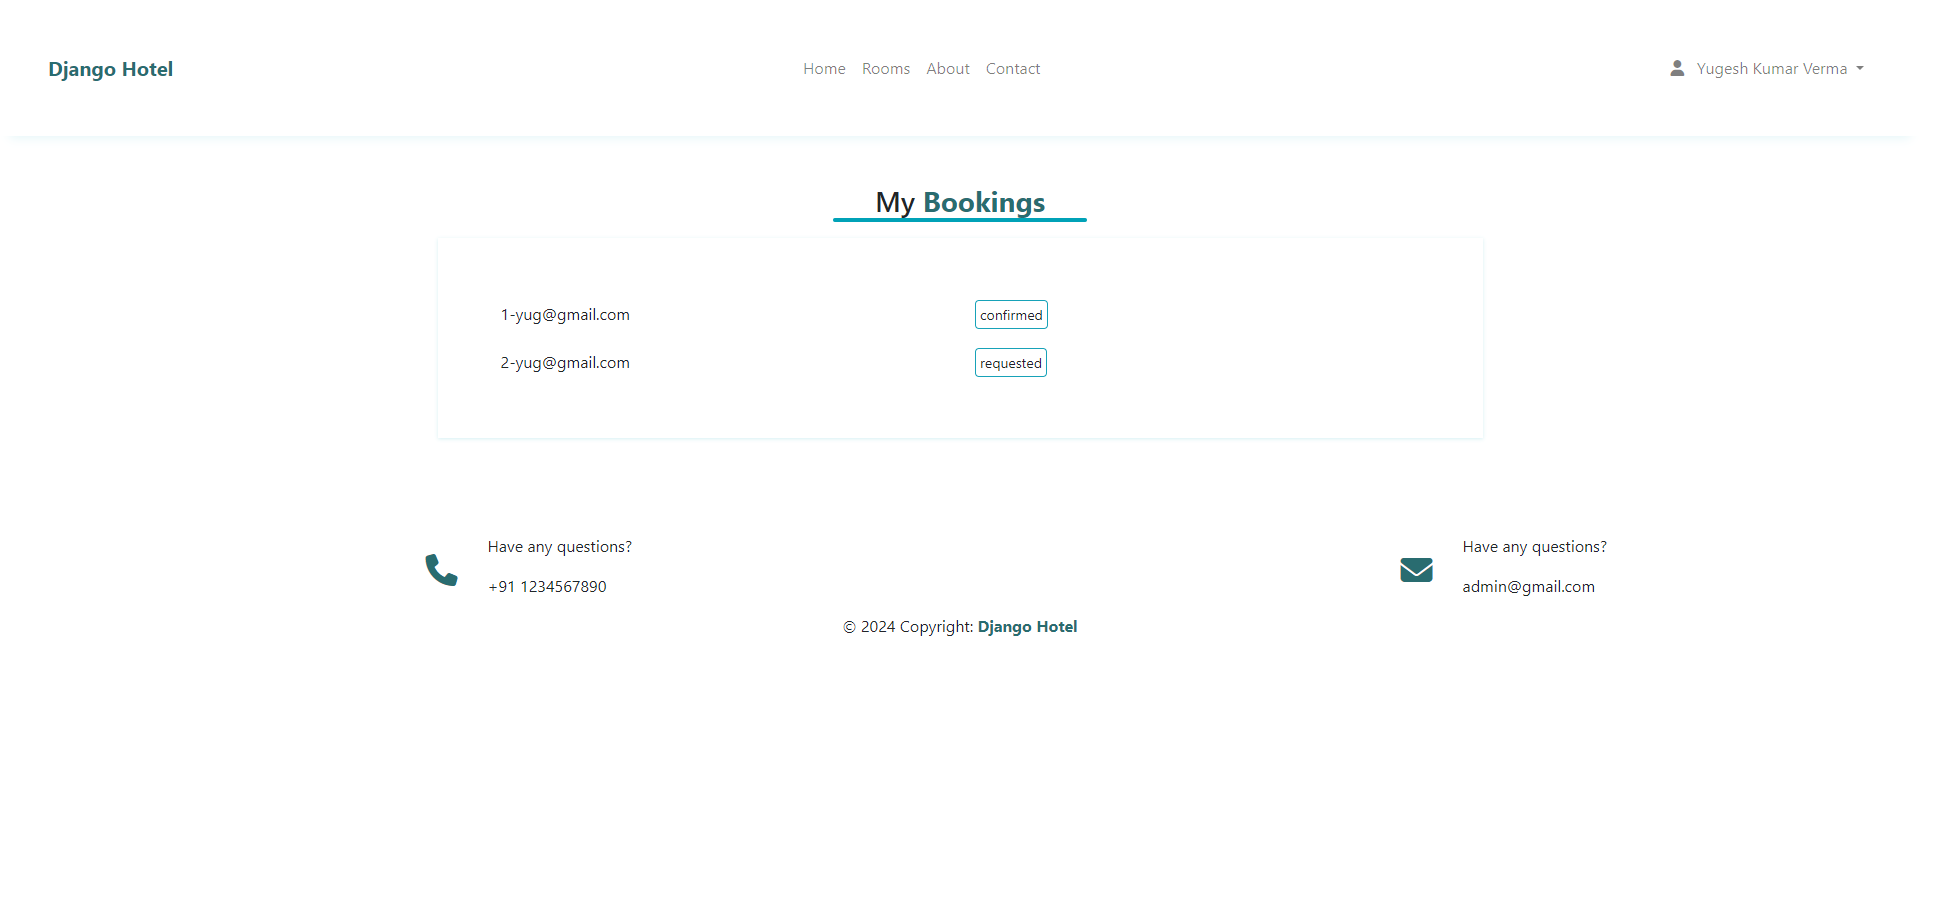 Django Hotel
Home Rooms About Contact
Yugesh Kumar Verma
My Bookings
1-yug@gmail.com confirmed
2-yug@gmail.com requested
Have any questions?
+91 1234567890
Have any questions?
admin@gmail.com
© 2024 Copyright: Django Hotel